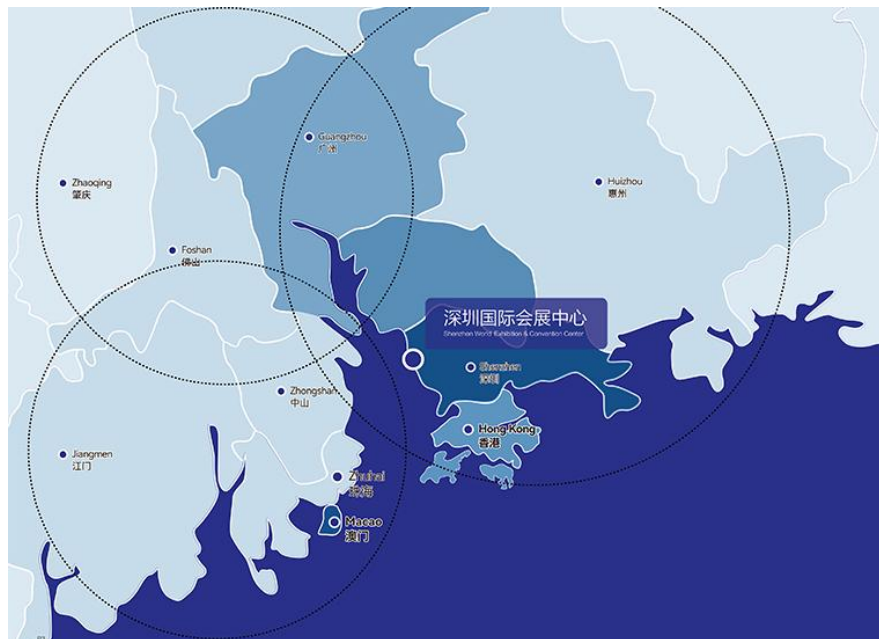 Guangzhou
广州
Zhaoqing
肇庆
Huizhou
惠州
Foshan
佛山
深圳国际会展中心
Shenzhen World Exhibition & Convention Center
Shenzhen
深圳
Zhongshan
中山
Hong Kong
香港
Jiangmen
江门
Zhuhai
珠海
Macao
澳门